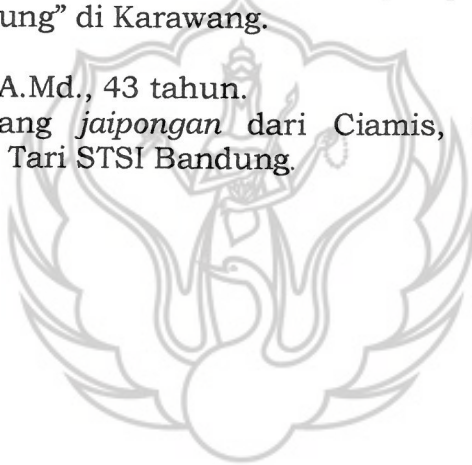 ung” di Karawang.
A.Md., 43 tahun.
ang jaipongan dari Ciamis,
Tari STSI Bandung.